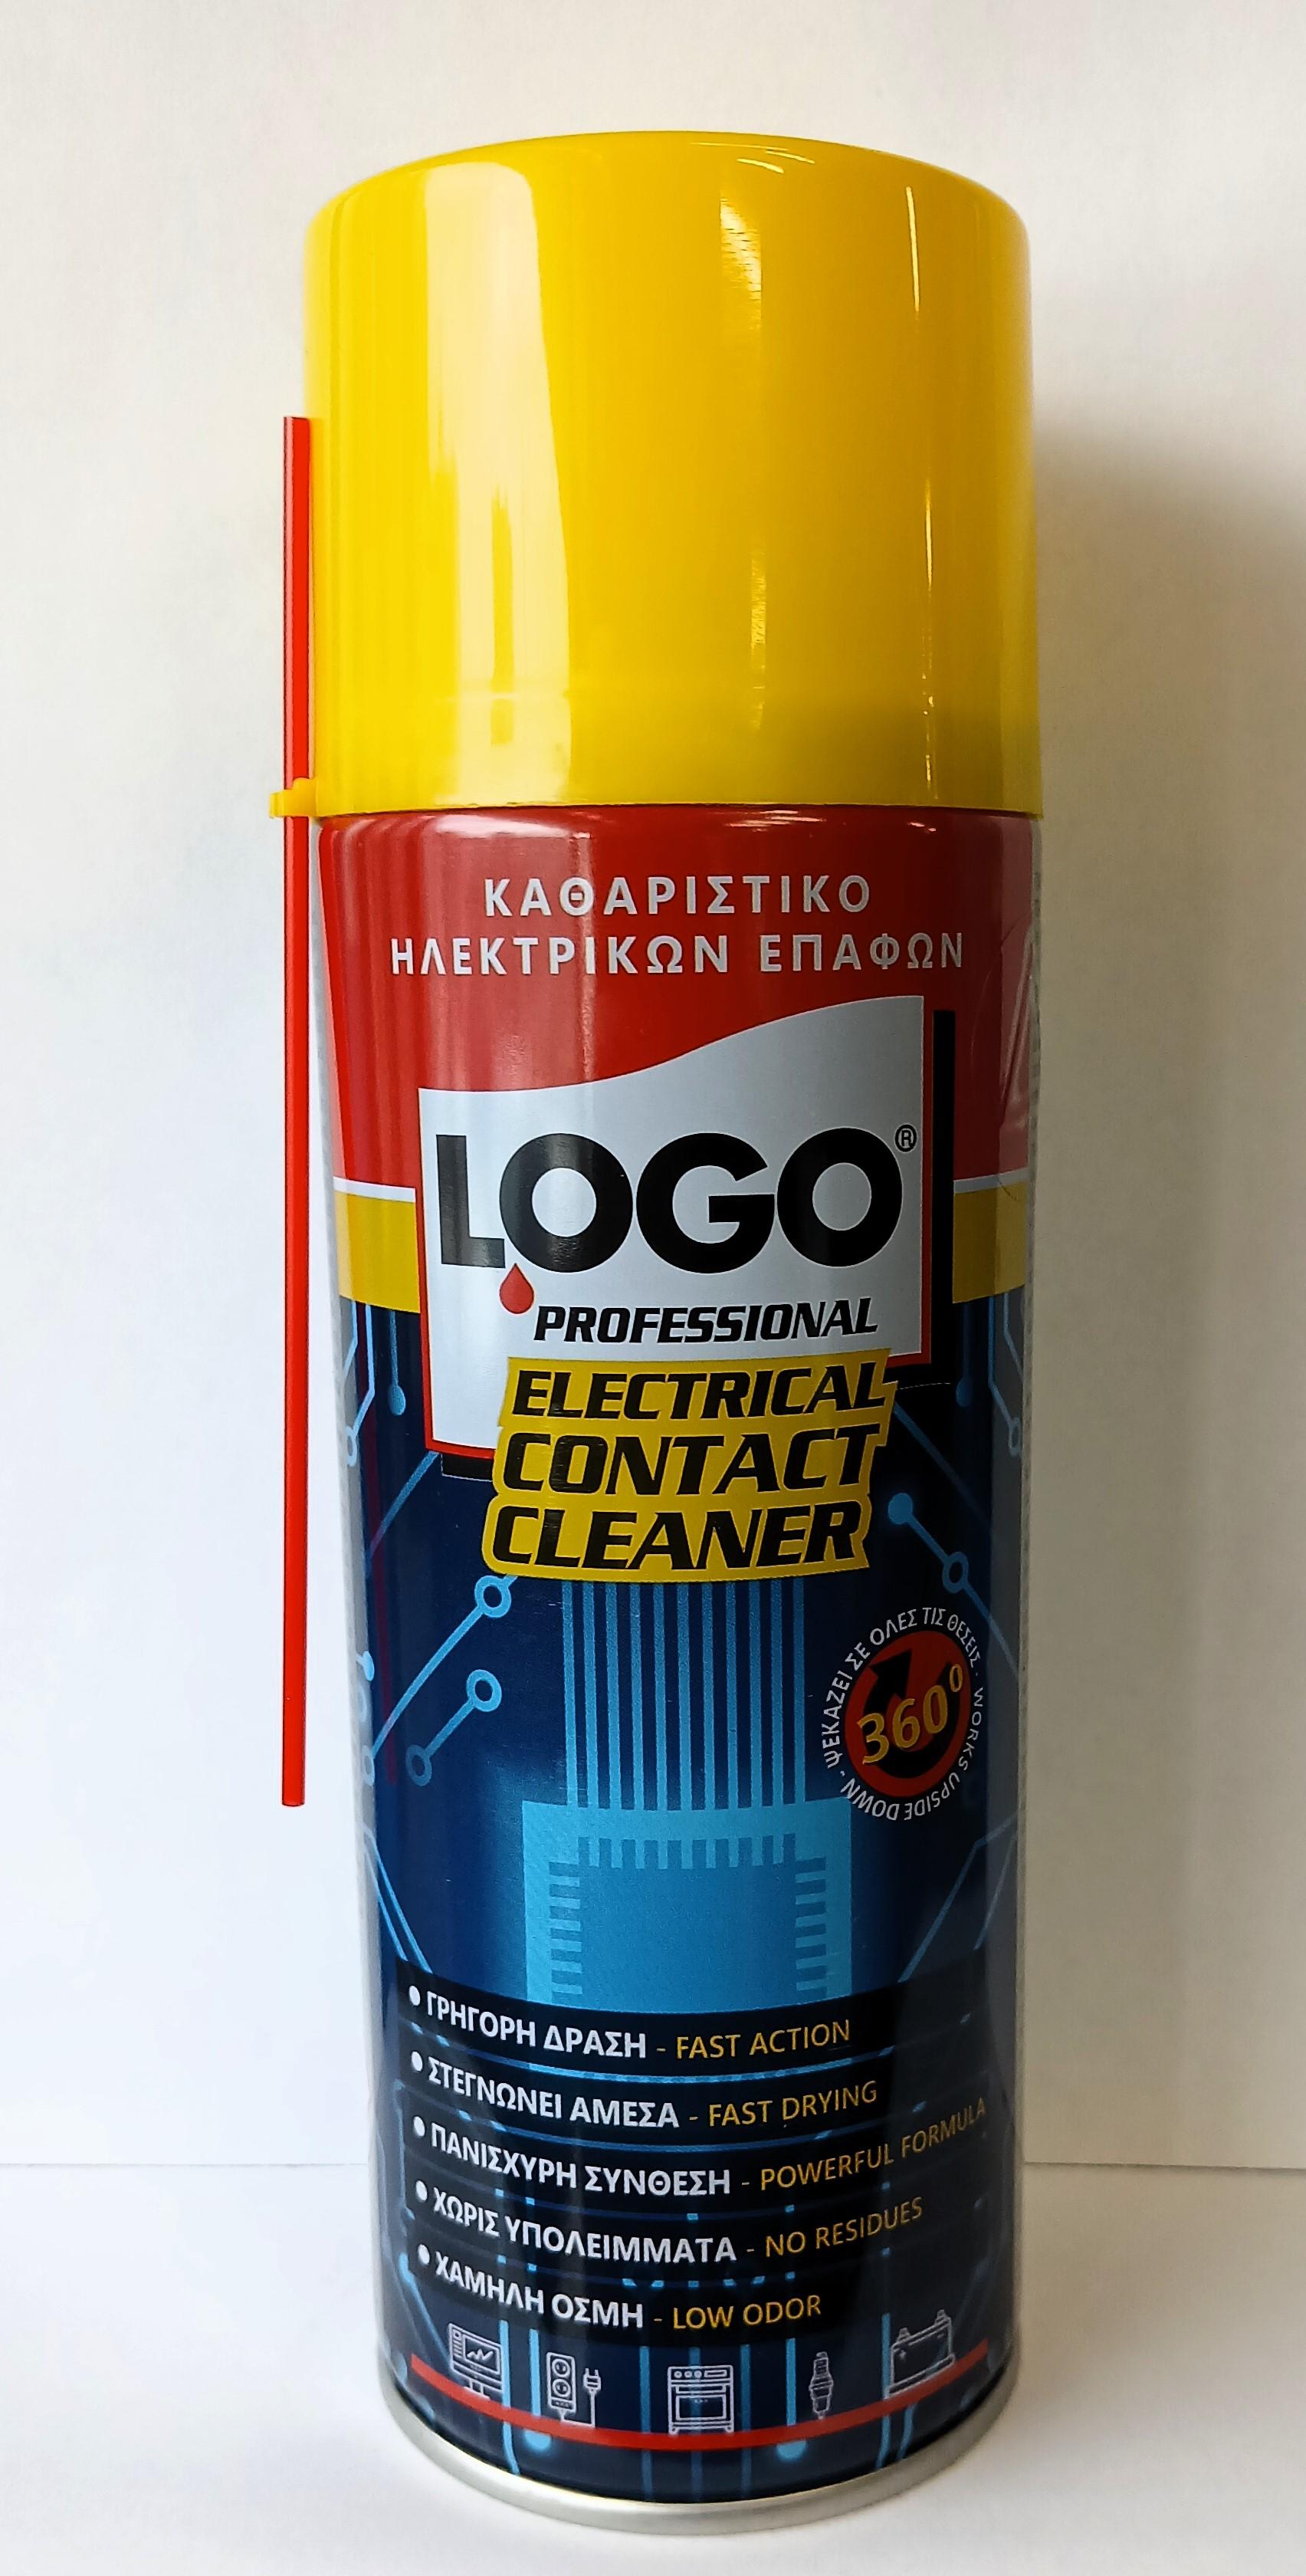 ΚΑΘΑΡΙΣΤΙΚΟ
ΗΛΕΚΤΡΙΚΩΝ ΕΠΑΦΩΝ
LOGO®
PROFESSIONAL
ELECTRICAL
CONTACT
CLEANER
ΨΕΚΑΖΕΙ ΣΕ ΟΛΕΣ ΤΙΣ ΘΕΣΕΙΣ - WORKS UPSIDE DOWN -
360°
• ΓΡΗΓΟΡΗ ΔΡΑΣΗ - FAST ACTION
• ΣΤΕΓΝΩΝΕΙ ΑΜΕΣΑ - FAST DRYING
• ΠΑΝΙΣΧΥΡΗ ΣΥΝΘΕΣΗ - POWERFUL FORMULA
• ΧΩΡΙΣ ΥΠΟΛΕΙΜΜΑΤΑ - NO RESIDUES
• ΧΑΜΗΛΗ ΟΣΜΗ - LOW ODOR